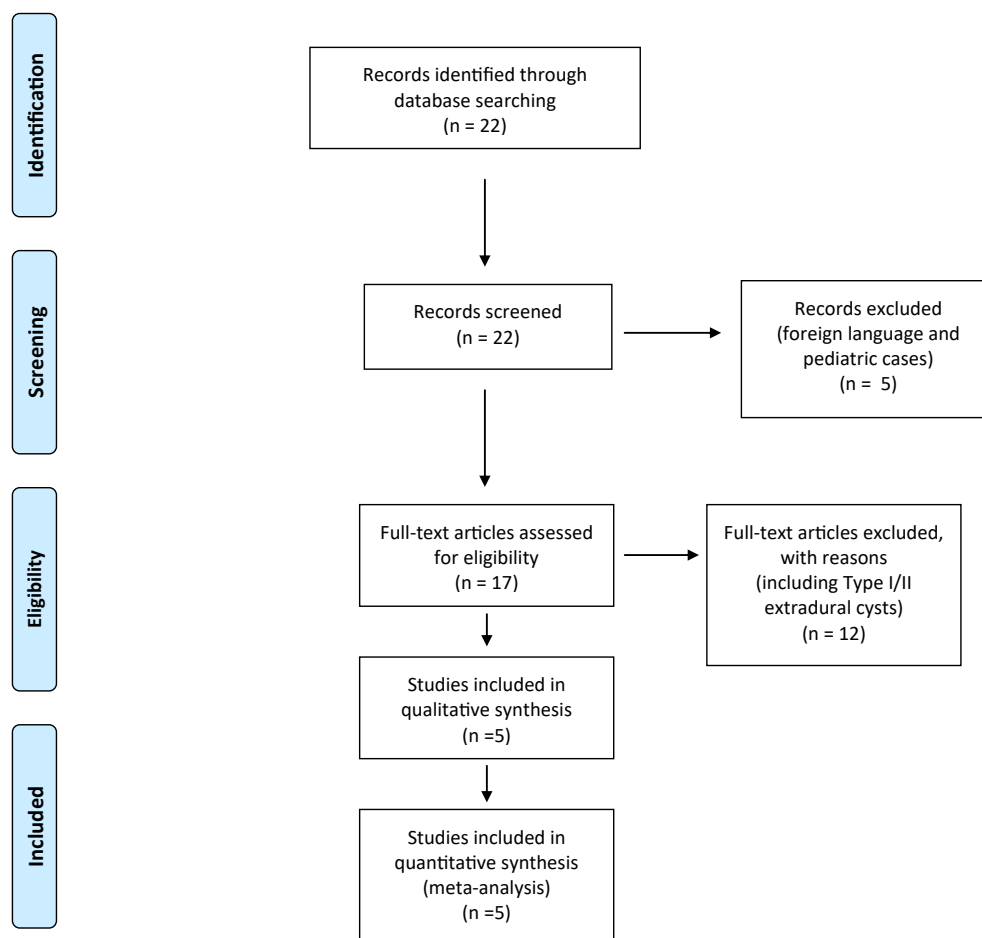 Identification
Records identified through
database searching
(n = 22)
Screening
Records screened
(n = 22)
Records excluded
(foreign language and
pediatric cases)
(n = 5)
Eligibility
Full-text articles assessed
for eligibility
(n = 17)
Full-text articles excluded,
with reasons
(including Type I/II
extradural cysts)
(n = 12)
Studies included in
qualitative synthesis
(n =5)
Included
Studies included in
quantitative synthesis
(meta-analysis)
(n =5)